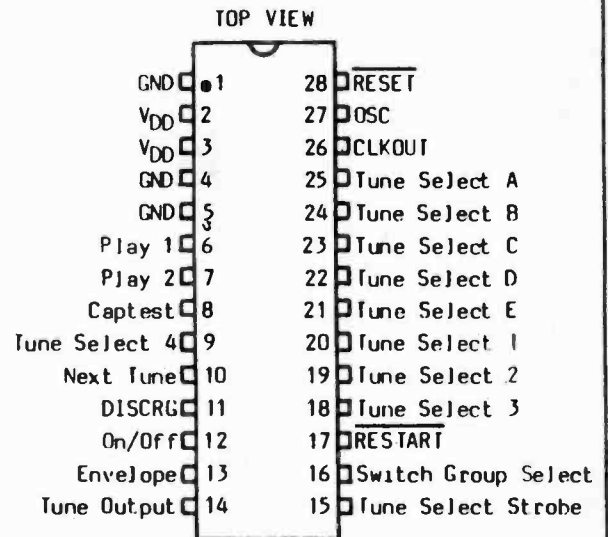 TOP VIEW
GND 1 28 RESET
VDD 2 27 OSC
VDD 3 26 CLKOUT
GND 4 25 Tune Select A
GND 5 24 Tune Select B
Play 1 6 23 Tune Select C
Play 2 7 22 Tune Select D
Captest 8 21 Tune Select E
Tune Select 4 9 20 Tune Select 1
Next Tune 10 19 Tune Select 2
DISCRG 11 18 Tune Select 3
On/Off 12 17 RESTART
Envelope 13 16 Switch Group Select
Tune Output 14 15 Tune Select Strobe